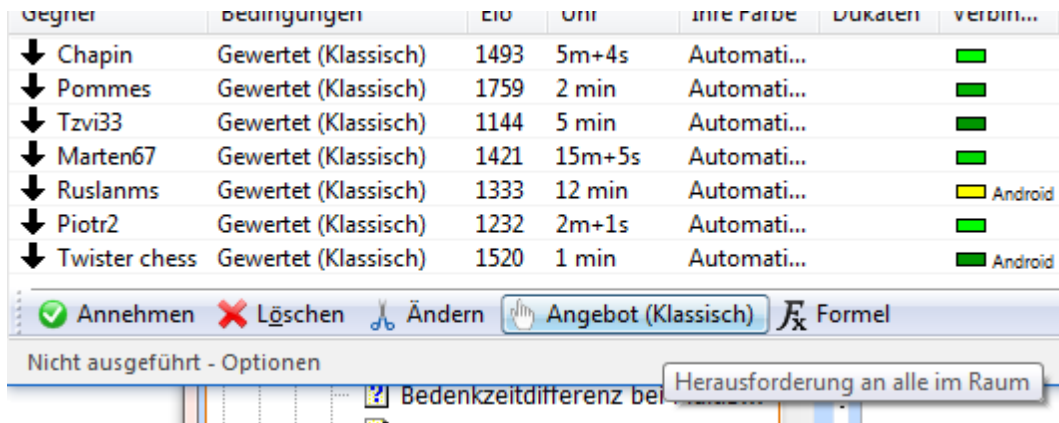 Gegner Bedingungen Elo Uhr Ihre Farbe Dukaten Verbin...
Chapin Gewertet (Klassisch) 1493 5m+4s Automati...
Pommes Gewertet (Klassisch) 1759 2 min Automati...
Tzvi33 Gewertet (Klassisch) 1144 5 min Automati...
Marten67 Gewertet (Klassisch) 1421 15m+5s Automati...
Ruslanms Gewertet (Klassisch) 1333 12 min Automati... Android
Piotr2 Gewertet (Klassisch) 1232 2m+1s Automati...
Twister chess Gewertet (Klassisch) 1520 1 min Automati... Android
Annehmen Löschen Ändern Angebot (Klassisch) Fx Formel
Nicht ausgeführt - Optionen
Herausforderung an alle im Raum
Bedenkzeitdifferenz bei